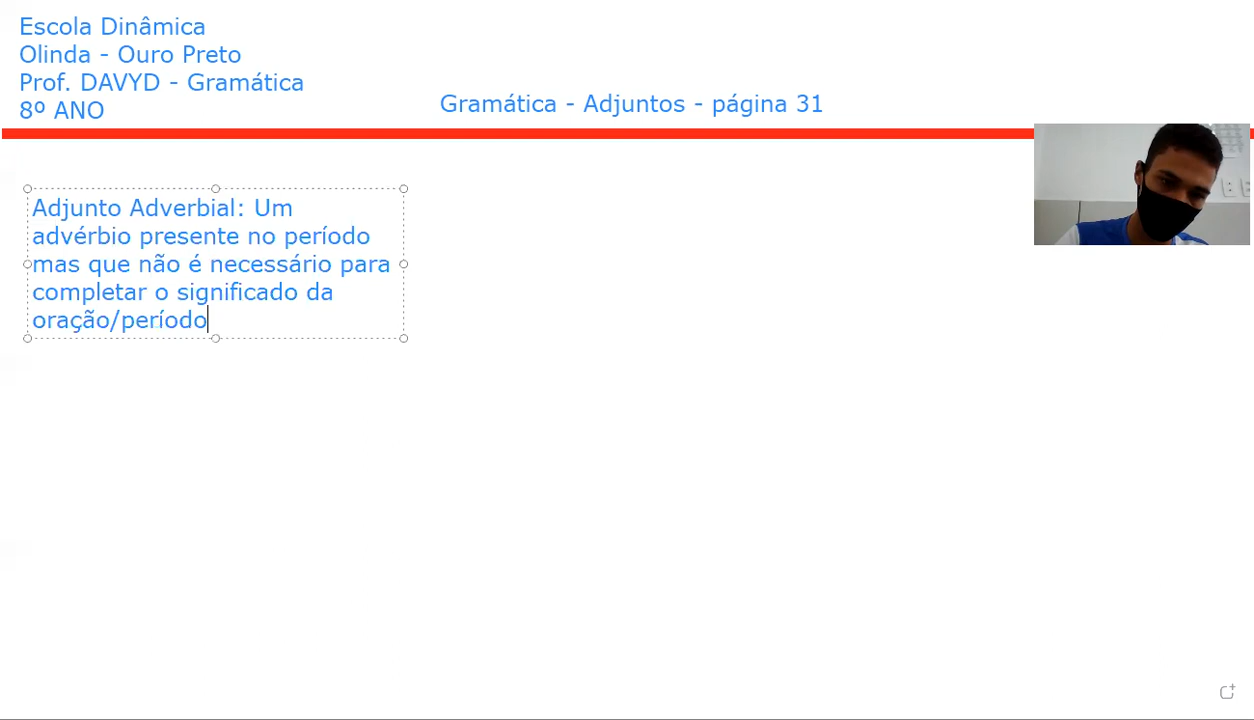 Escola Dinâmica
Olinda - Ouro Preto
Prof. DAVYD - Gramática
8º ANO
Gramática - Adjuntos - página 31
Adjunto Adverbial: Um
advérbio presente no período
mas que não é necessário para
completar o significado da
oração/período